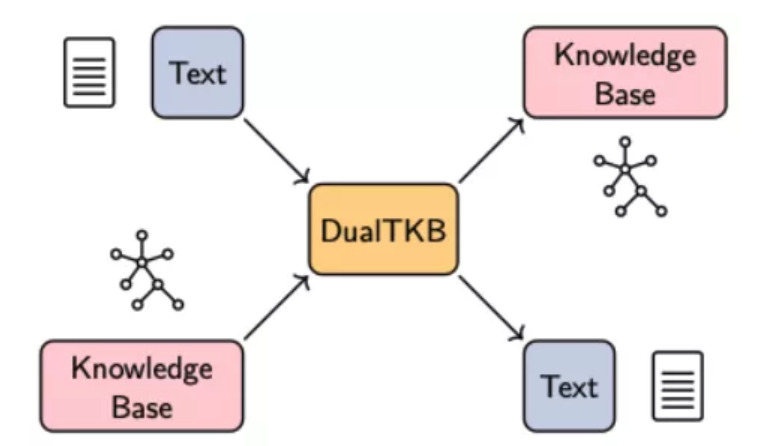 Text
Knowledge
Base
DualTKB
Knowledge
Base
Text